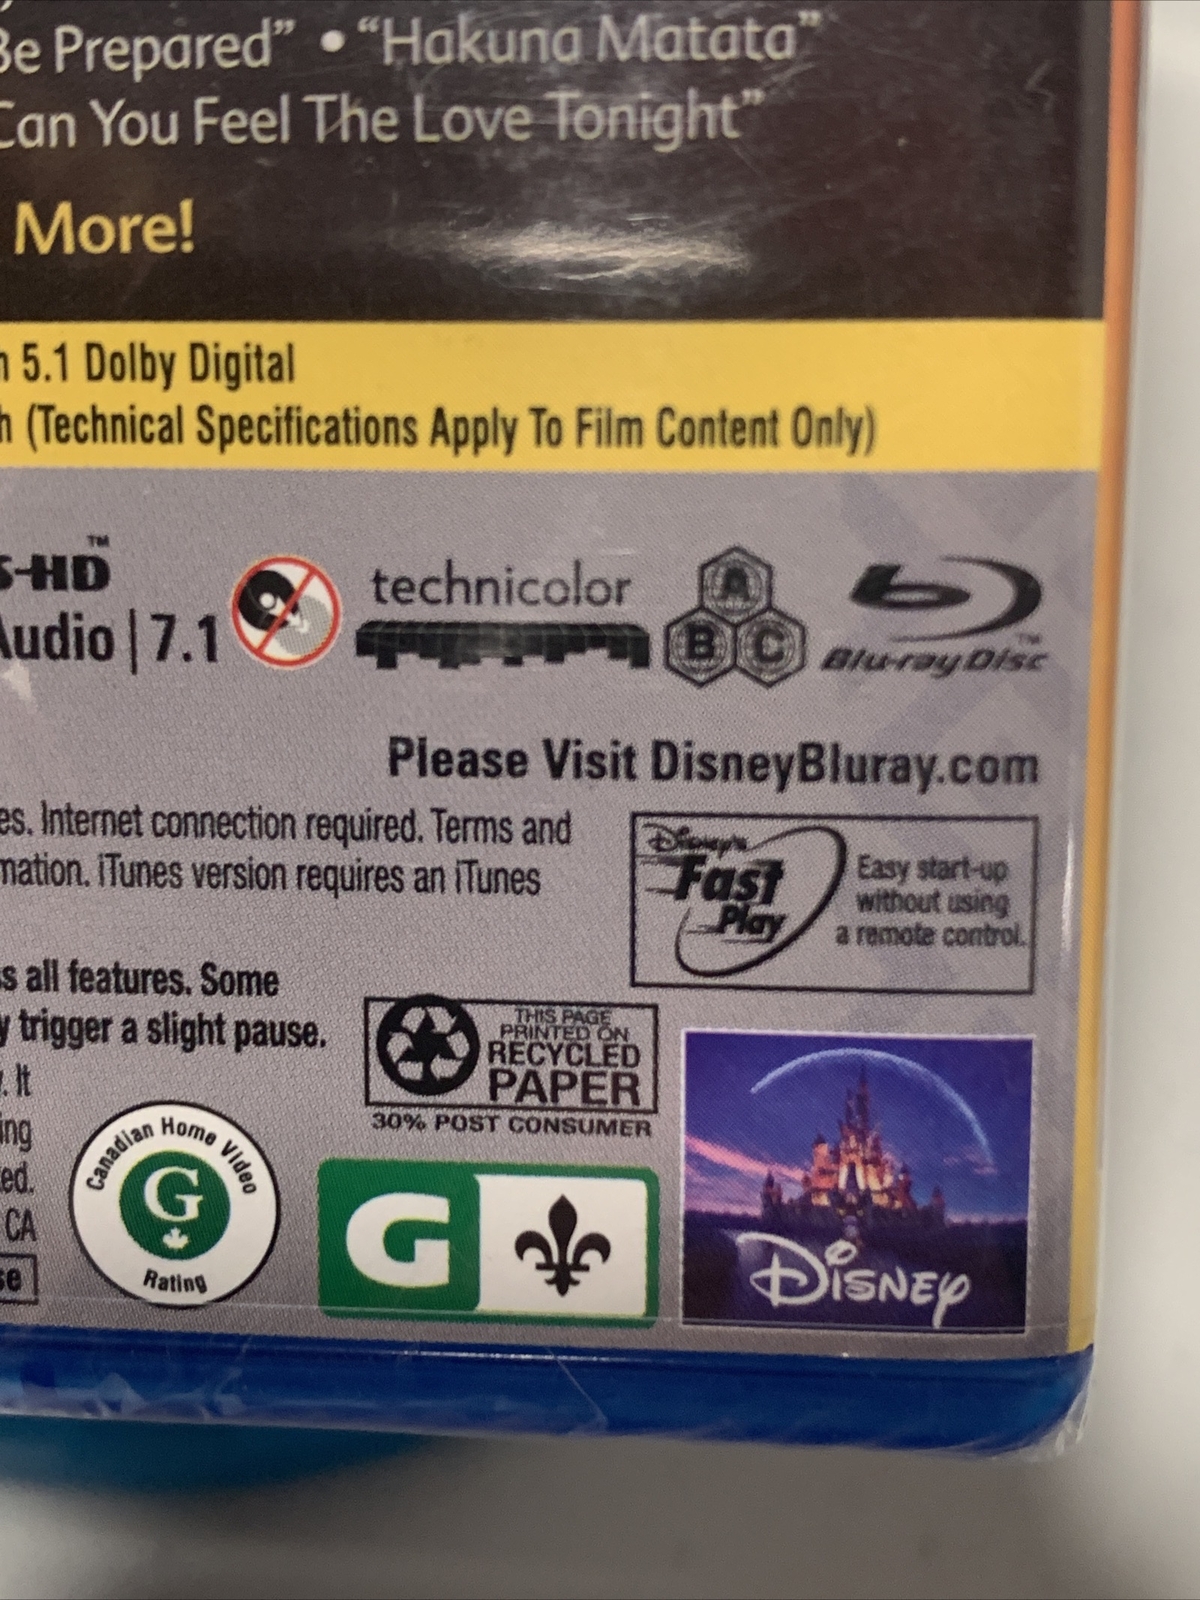 Be Prepared” • “Hakuna Matata”
Can You Feel The Love Tonight”
More!
5.1 Dolby Digital
(Technical Specifications Apply To Film Content Only)
-HD™
Audio | 7.1
technicolor
A
B C
Blu-ray Disc™
Please Visit DisneyBluray.com
es. Internet connection required. Terms and
mation. iTunes version requires an iTunes
Disney's
Fast
Play
Easy start-up
without using
a remote control.
s all features. Some
y trigger a slight pause.
. It
ing
ed.
CA
se
THIS PAGE
PRINTED ON
RECYCLED
PAPER
30% POST CONSUMER
Canadian Home Video
G
Rating
G
Disney